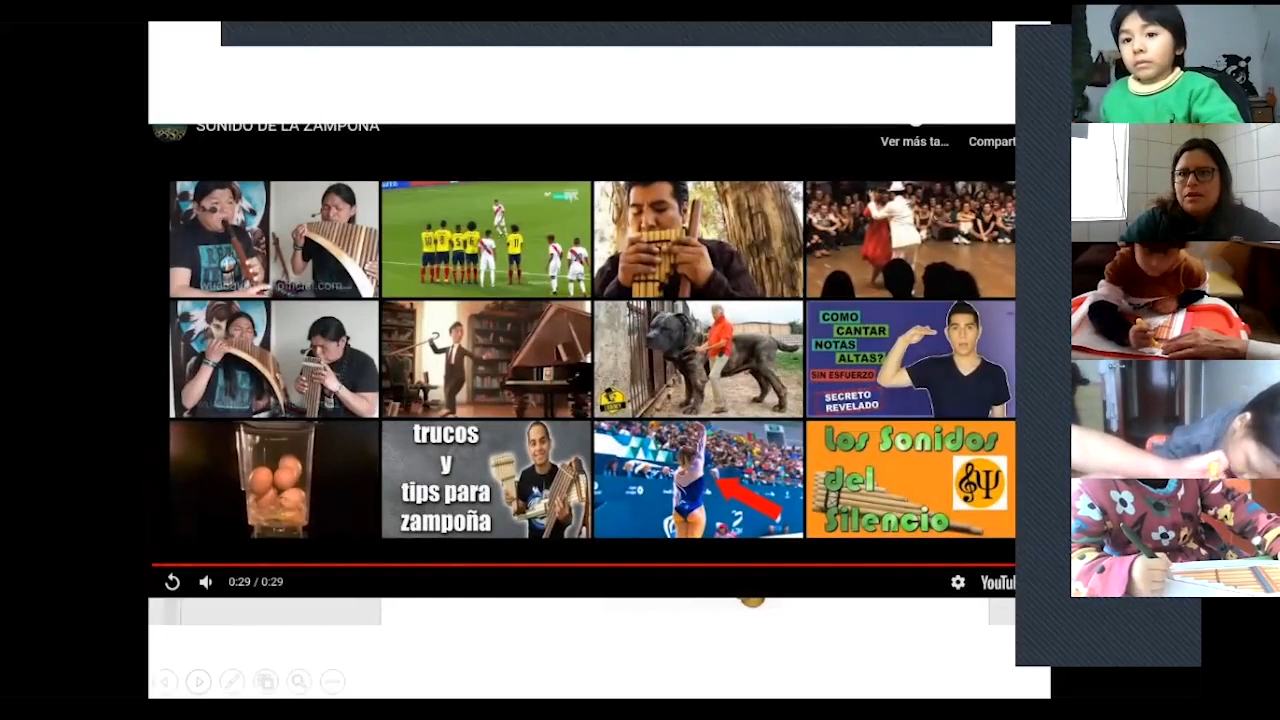 SONIDO DE LA ZAMPOÑA
Ver más ta...
Compart
COMO
CANTAR
NOTAS
ALTAS?
SIN ESFUERZO
SECRETO
REVELADO
trucos
y
tips para
zampoña
Los Sonidos
del
Silencio
0:29 / 0:29
YouTu